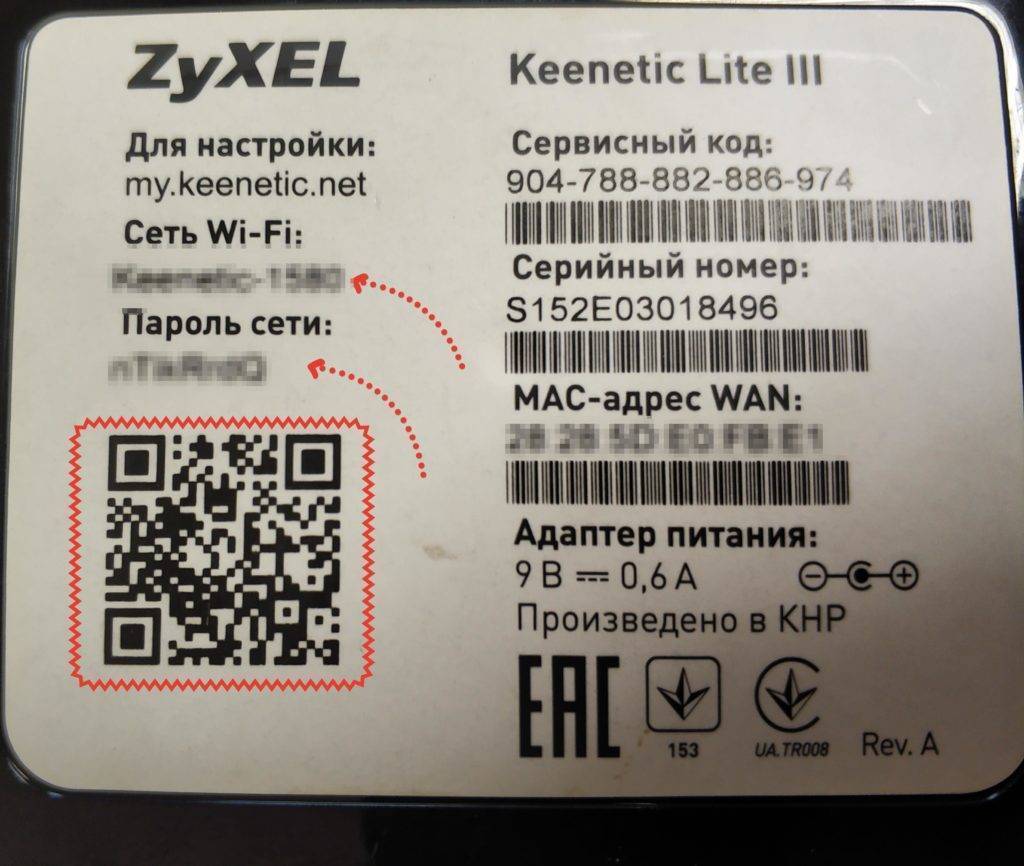 ZyXEL
Для настройки:
my.keenetic.net
Сеть Wi-Fi:
Пароль сети:
Keenetic Lite III
Сервисный код:
904-788-882-886-974
Серийный номер:
S152E03018496
MAC-адрес WAN:
Адаптер питания:
9 В ⎓ 0,6 А
Произведено в КНР
EAC
153
UA.TR008
Rev. A